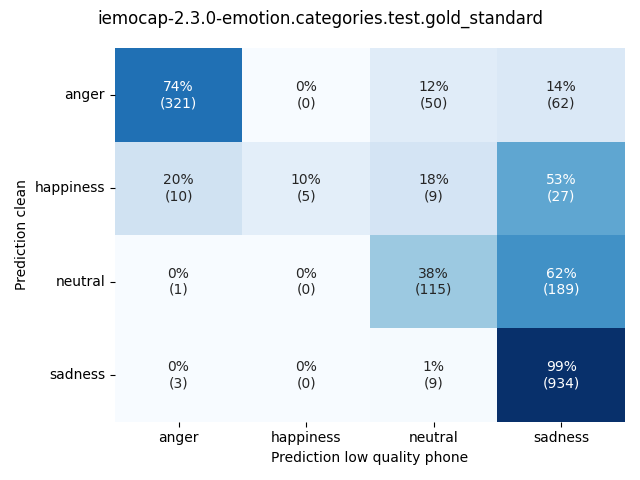 iemocap-2.3.0-emotion.categories.test.gold_standard
Prediction clean
anger
74% 0% 12% 14%
(321) (0) (50) (62)
happiness
20% 10% 18% 53%
(10) (5) (9) (27)
neutral
0% 0% 38% 62%
(1) (0) (115) (189)
sadness
0% 0% 1% 99%
(3) (0) (9) (934)
anger happiness neutral sadness
Prediction low quality phone